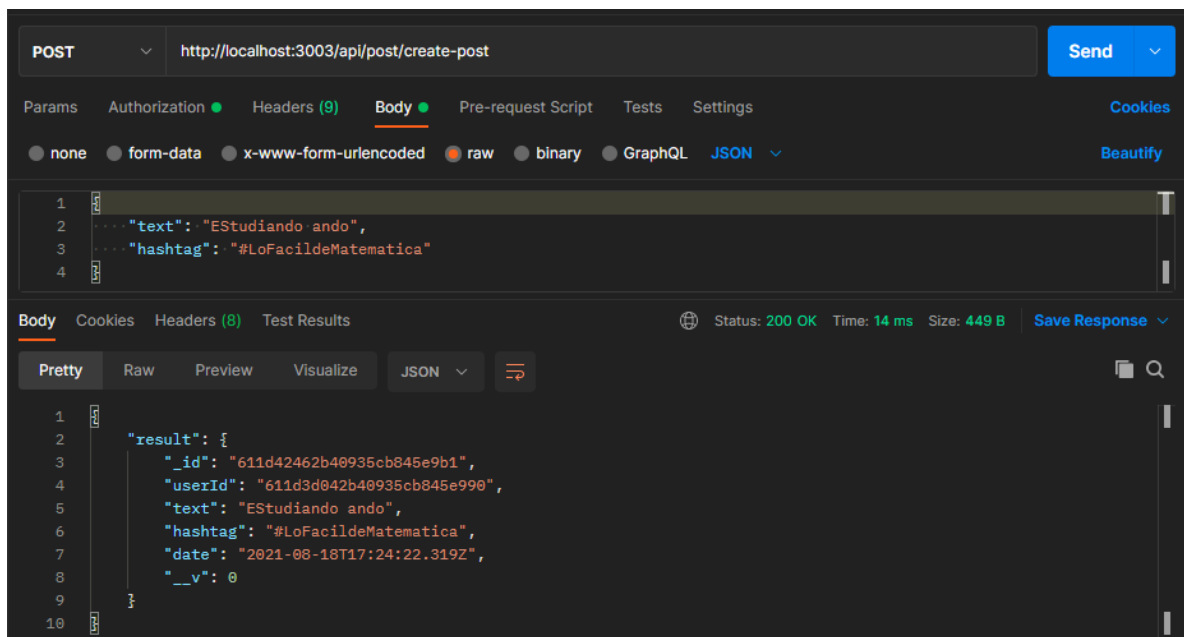 POST http://localhost:3003/api/post/create-post Send
Params Authorization Headers (9) Body Pre-request Script Tests Settings Cookies
none form-data x-www-form-urlencoded raw binary GraphQL JSON Beautify
1 {
2 "text": "EStudiando ando",
3 "hashtag": "#LoFacildeMatematica"
4 }
Body Cookies Headers (8) Test Results Status: 200 OK Time: 14 ms Size: 449 B Save Response
Pretty Raw Preview Visualize JSON
1 {
2 "result": {
3 "_id": "611d42462b40935cb845e9b1",
4 "userId": "611d3d042b40935cb845e990",
5 "text": "EStudiando ando",
6 "hashtag": "#LoFacildeMatematica",
7 "date": "2021-08-18T17:24:22.319Z",
8 "__v": 0
9 }
10 }